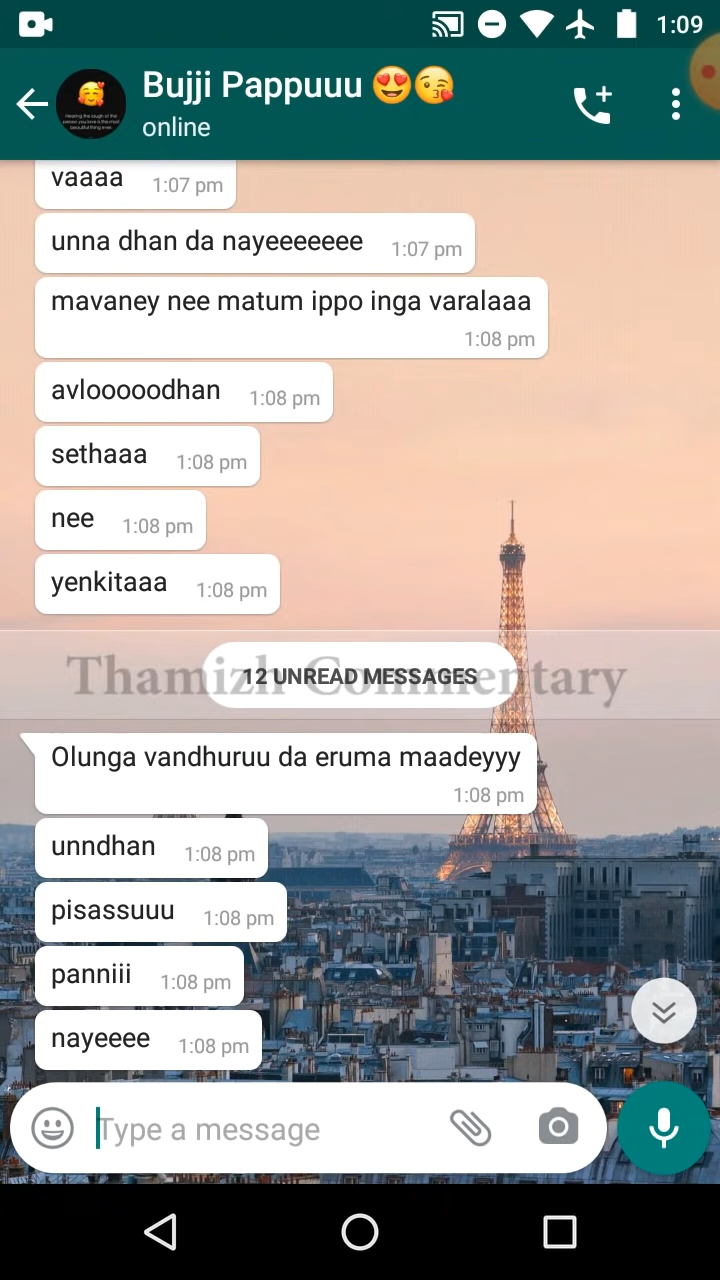 1:09
Bujji Pappuuu 😍😘
online
vaaaa 1:07 pm
unna dhan da nayeeeeeee 1:07 pm
mavaney nee matum ippo inga varalaaa
1:08 pm
avlooooodhan 1:08 pm
sethaaa 1:08 pm
nee 1:08 pm
yenkitaaa 1:08 pm
Thamizh Commentary
12 UNREAD MESSAGES
Olunga vandhuruu da eruma maadeyyy
1:08 pm
unndhan 1:08 pm
pisassuuu 1:08 pm
panniii 1:08 pm
nayeeee 1:08 pm
Type a message